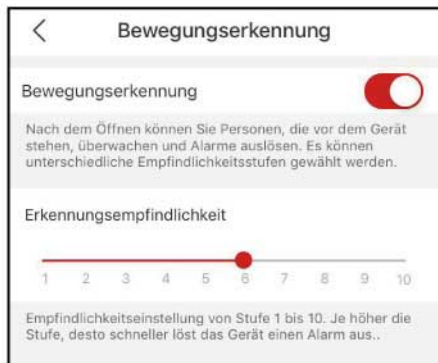 Bewegungserkennung
Bewegungserkennung
Nach dem Öffnen können Sie Personen, die vor dem Gerät
stehen, überwachen und Alarme auslösen. Es können
unterschiedliche Empfindlichkeitsstufen gewählt werden.
Erkennungsempfindlichkeit
1 2 3 4 5 6 7 8 9 10
Empfindlichkeitseinstellung von Stufe 1 bis 10. Je höher die
Stufe, desto schneller löst das Gerät einen Alarm aus..